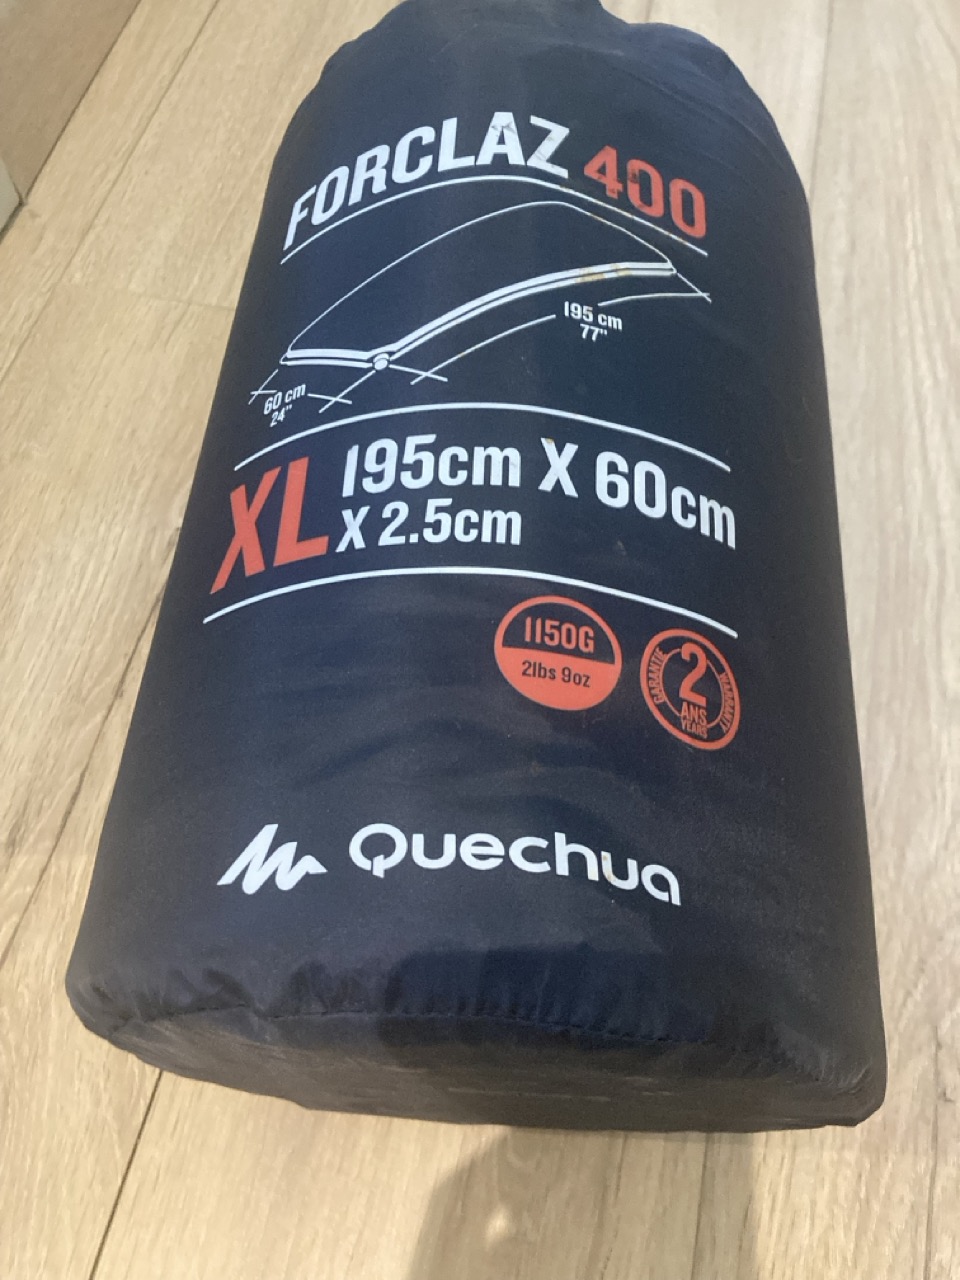 FORCLAZ 400
195 cm
77"
60 cm
24"
XL 195cm X 60cm
X 2.5cm
1150G
2lbs 9oz
GARANTIE
2
ANS
YEARS
WARRANTY
Quechua